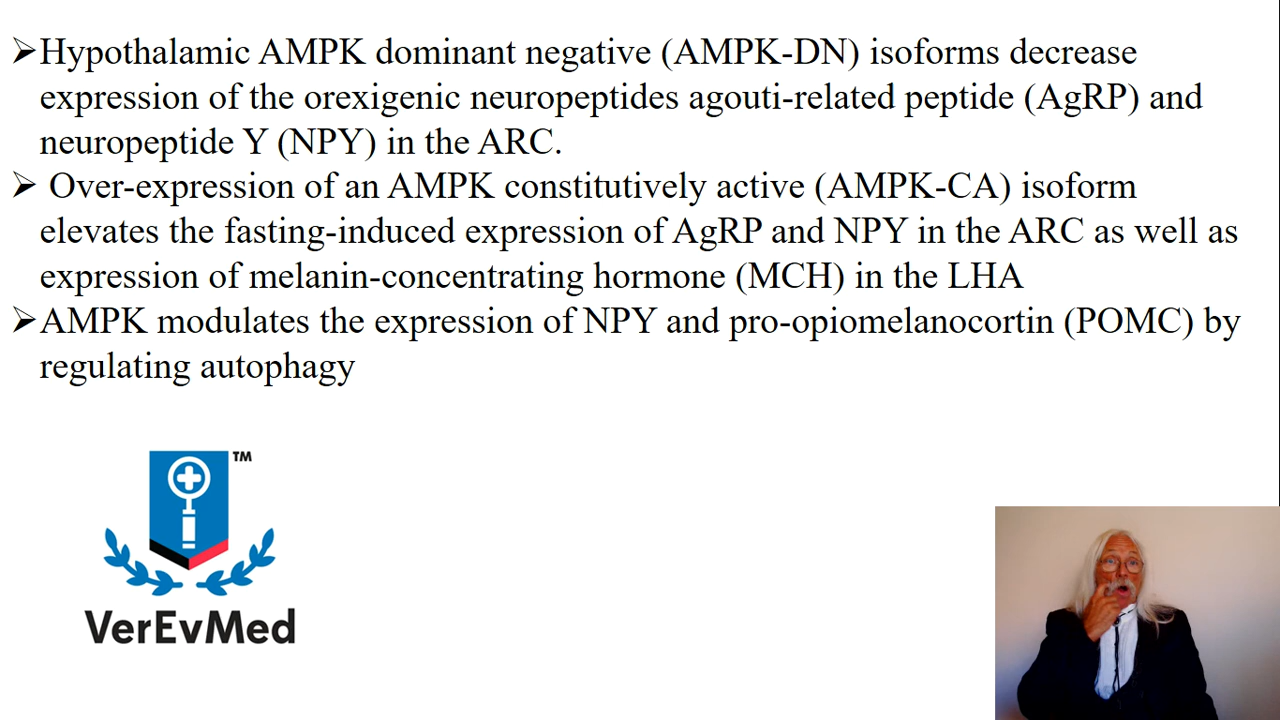 ➢Hypothalamic AMPK dominant negative (AMPK-DN) isoforms decrease
expression of the orexigenic neuropeptides agouti-related peptide (AgRP) and
neuropeptide Y (NPY) in the ARC.
➢ Over-expression of an AMPK constitutively active (AMPK-CA) isoform
elevates the fasting-induced expression of AgRP and NPY in the ARC as well as
expression of melanin-concentrating hormone (MCH) in the LHA
➢AMPK modulates the expression of NPY and pro-opiomelanocortin (POMC) by
regulating autophagy
TM
VerEvMed